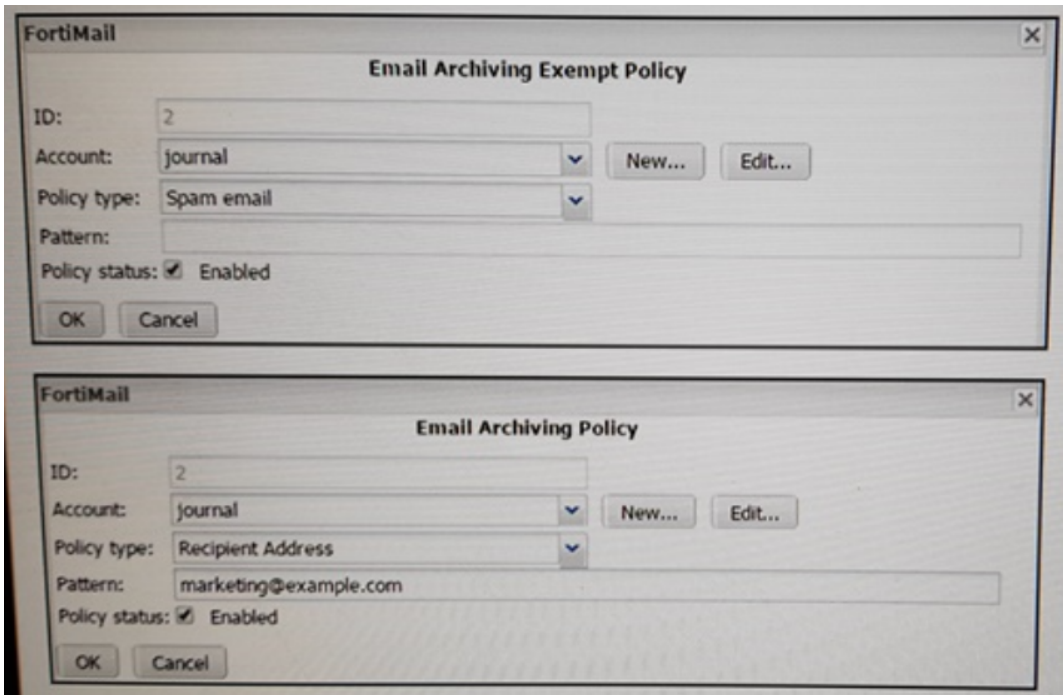 FortiMail
Email Archiving Exempt Policy
ID: 2
Account: journal New... Edit...
Policy type: Spam email
Pattern:
Policy status: Enabled
OK Cancel
FortiMail
Email Archiving Policy
ID: 2
Account: journal New... Edit...
Policy type: Recipient Address
Pattern: marketing@example.com
Policy status: Enabled
OK Cancel